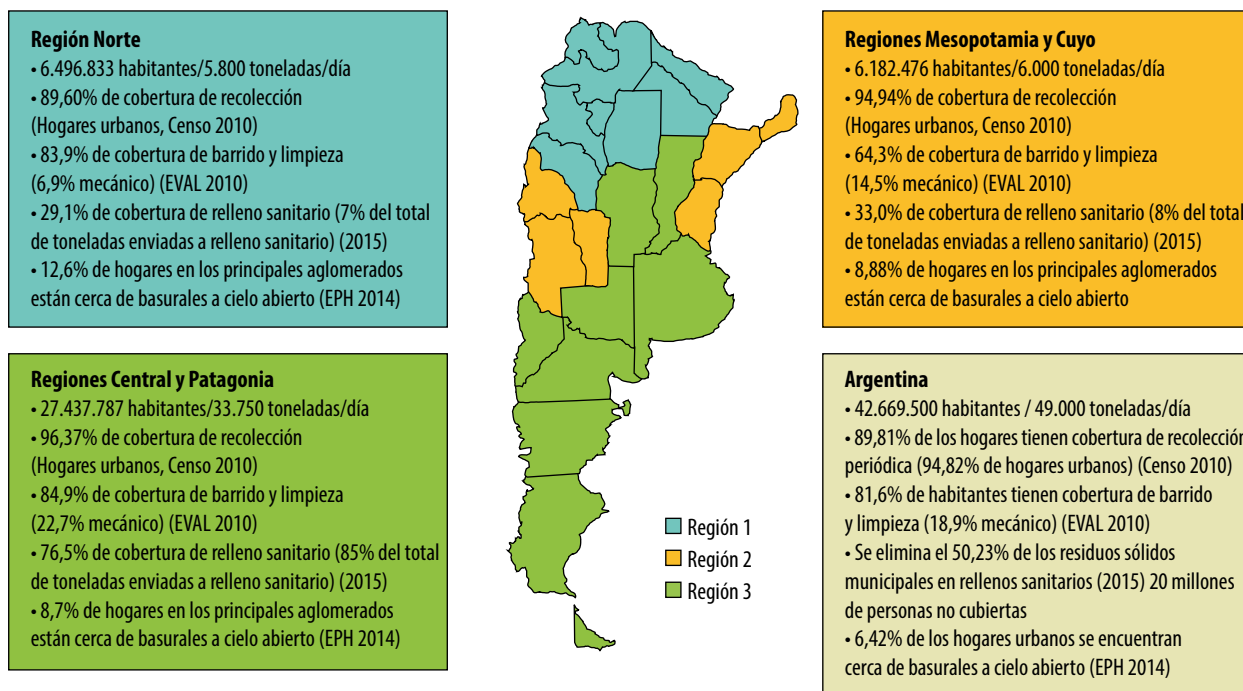 Región Norte
• 6.496.833 habitantes/5.800 toneladas/día
• 89,60% de cobertura de recolección
(Hogares urbanos, Censo 2010)
• 83,9% de cobertura de barrido y limpieza
(6,9% mecánico) (EVAL 2010)
• 29,1% de cobertura de relleno sanitario (7% del total
de toneladas enviadas a relleno sanitario) (2015)
• 12,6% de hogares en los principales aglomerados
están cerca de basurales a cielo abierto (EPH 2014)
Regiones Mesopotamia y Cuyo
• 6.182.476 habitantes/6.000 toneladas/día
• 94,94% de cobertura de recolección
(Hogares urbanos, Censo 2010)
• 64,3% de cobertura de barrido y limpieza
(14,5% mecánico) (EVAL 2010)
• 33,0% de cobertura de relleno sanitario (8% del total
de toneladas enviadas a relleno sanitario) (2015)
• 8,88% de hogares en los principales aglomerados
están cerca de basurales a cielo abierto
Regiones Central y Patagonia
• 27.437.787 habitantes/33.750 toneladas/día
• 96,37% de cobertura de recolección
(Hogares urbanos, Censo 2010)
• 84,9% de cobertura de barrido y limpieza
(22,7% mecánico) (EVAL 2010)
• 76,5% de cobertura de relleno sanitario (85% del total
de toneladas enviadas a relleno sanitario) (2015)
• 8,7% de hogares en los principales aglomerados
están cerca de basurales a cielo abierto (EPH 2014)
Región 1
Región 2
Región 3
Argentina
• 42.669.500 habitantes / 49.000 toneladas/día
• 89,81% de los hogares tienen cobertura de recolección
periódica (94,82% de hogares urbanos) (Censo 2010)
• 81,6% de habitantes tienen cobertura de barrido
y limpieza (18,9% mecánico) (EVAL 2010)
• Se elimina el 50,23% de los residuos sólidos
municipales en rellenos sanitarios (2015) 20 millones
de personas no cubiertas
• 6,42% de los hogares urbanos se encuentran
cerca de basurales a cielo abierto (EPH 2014)